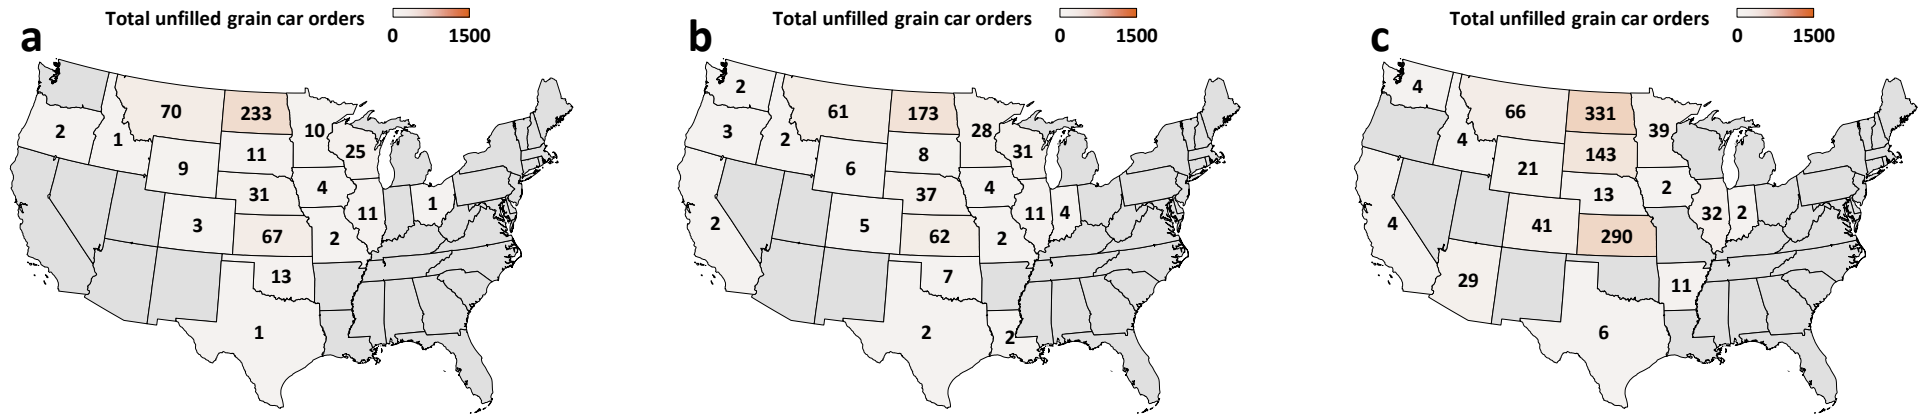 Total unfilled grain car orders
0 1500
a
70 233 10
2 1 11 25
9
31 4 1
3 11
67 2
13
1
Total unfilled grain car orders
0 1500
b
2
61 173 28
3 2 8 31
6
37 4
2 5 11 4
62 2
7
2 2
Total unfilled grain car orders
0 1500
c
4
66 331 39
4 143
21
13 2
4 41 32 2
290
29 11
6